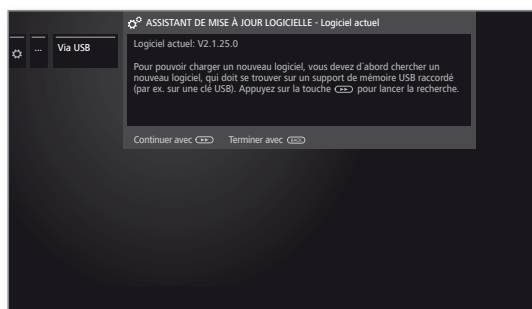 ASSISTANT DE MISE À JOUR LOGICIELLE - Logiciel actuel
...
Via USB
Logiciel actuel: V2.1.25.0
Pour pouvoir charger un nouveau logiciel, vous devez d´abord chercher un
nouveau logiciel, qui doit se trouver sur un support de mémoire USB raccordé
(par ex. sur une clé USB). Appuyez sur la touche pour lancer la recherche.
Continuer avec Terminer avec BACK